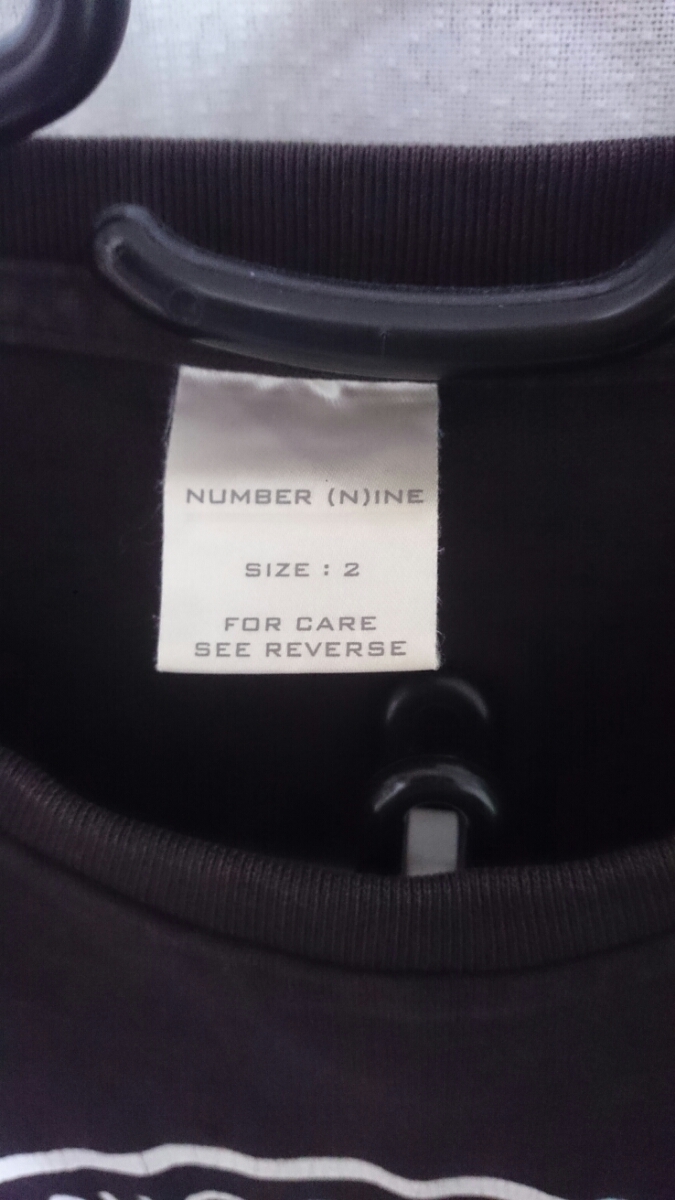 NUMBER (N)INE
SIZE : 2
FOR CARE
SEE REVERSE